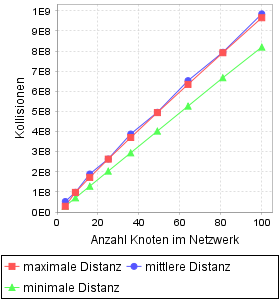 1E9
9E8
8E8
7E8
6E8
5E8
4E8
3E8
2E8
1E8
0E0
Kollisionen
0 20 40 60 80 100
Anzahl Knoten im Netzwerk
maximale Distanz mittlere Distanz
minimale Distanz